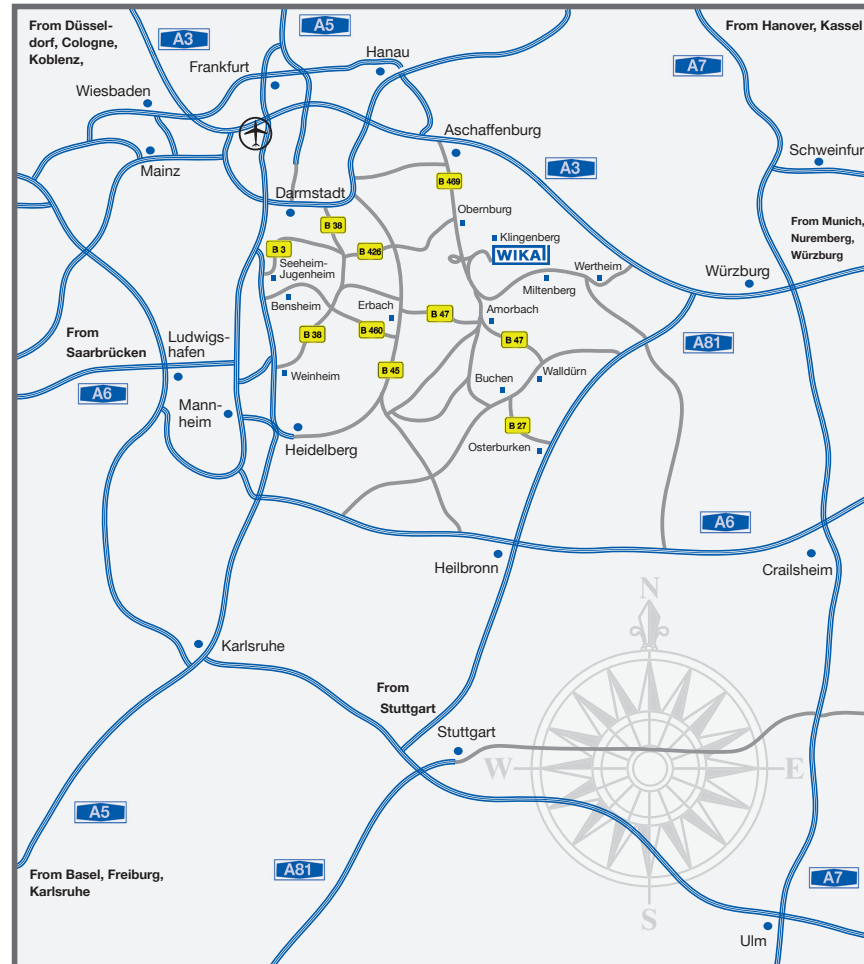 From Düssel-
dorf, Cologne,
Koblenz,
A3
A5
From Hanover, Kassel
A7
Hanau
Frankfurt
Wiesbaden
Aschaffenburg
Schweinfur
Mainz
A3
Darmstadt
B 469
Obernburg
B 38
From Munich,
Nuremberg,
Würzburg
Klingenberg
B 3
B 426
WIKA
Seeheim-
Jugenheim
Wertheim
Würzburg
Miltenberg
Bensheim
Erbach
B 47
Amorbach
From
Saarbrücken
Ludwigs-
hafen
B 38
B 460
B 47
A81
Weinheim
B 45
Walldürn
Buchen
A6
Mann-
heim
B 27
Heidelberg
Osterburken
A6
Heilbronn
Crailsheim
N
Karlsruhe
From
Stuttgart
Stuttgart
W
E
A5
A81
From Basel, Freiburg,
Karlsruhe
A7
S
Ulm